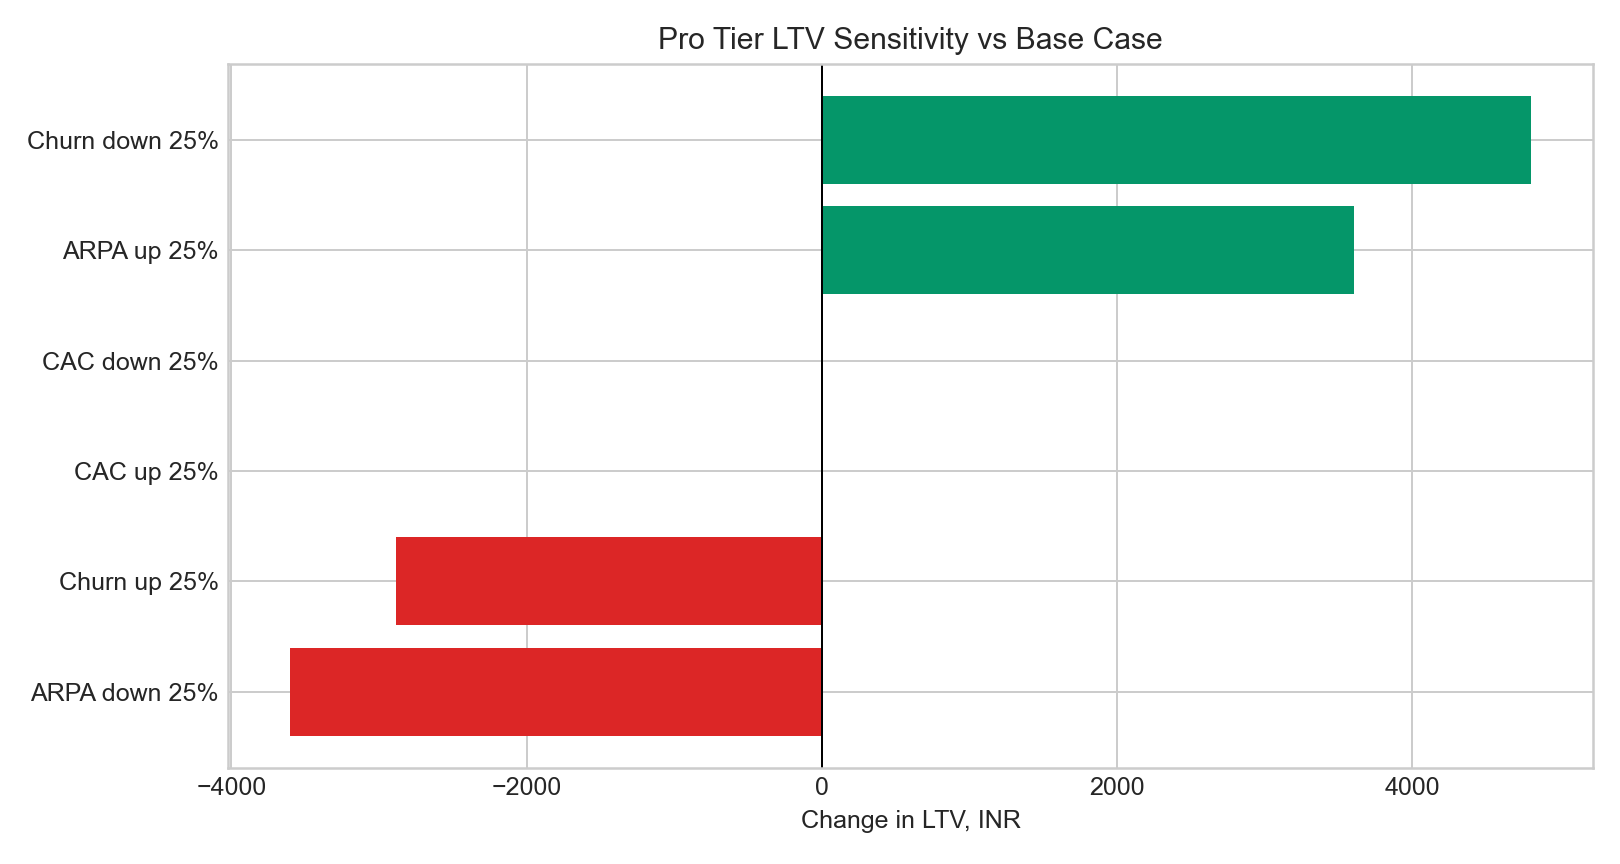 Pro Tier LTV Sensitivity vs Base Case
Churn down 25%
ARPA up 25%
CAC down 25%
CAC up 25%
Churn up 25%
ARPA down 25%
−4000 −2000 0 2000 4000
Change in LTV, INR